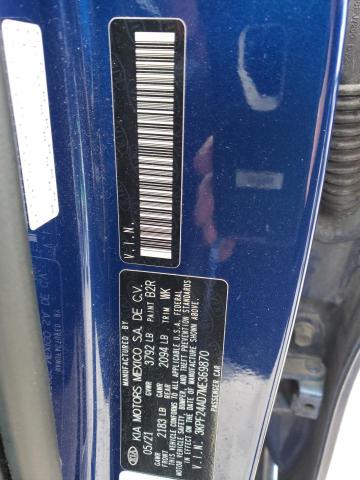 V.I.N.
KIA MANUFACTURED BY
KIA MOTORS MEXICO S.A. DE C.V.
05/21 GVWR 3792 LB PAINT B2R
GAWR FRONT 2183 LB GAWR REAR 2094 LB TRIM WK
THIS VEHICLE CONFORMS TO ALL APPLICABLE U.S.A. FEDERAL
MOTOR VEHICLE SAFETY, BUMPER, AND THEFT PREVENTION
STANDARDS IN EFFECT ON THE DATE OF MANUFACTURE SHOWN ABOVE.
V.I.N.: 3KPF24AD7ME369870
PASSENGER CAR